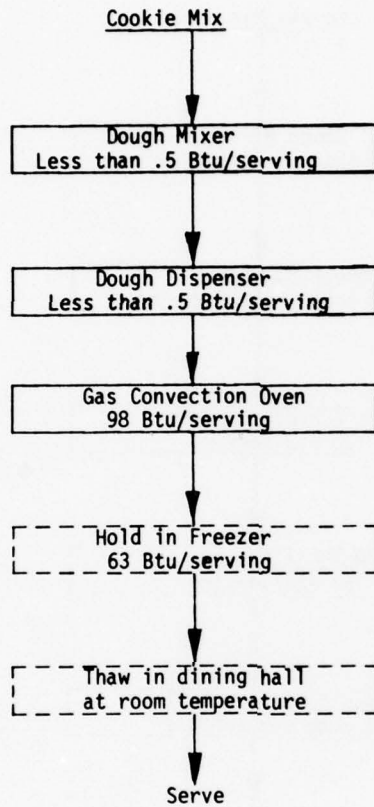 Cookie Mix
Dough Mixer
Less than .5 Btu/serving
Dough Dispenser
Less than .5 Btu/serving
Gas Convection Oven
98 Btu/serving
Hold in Freezer
63 Btu/serving
Thaw in dining hall
at room temperature
Serve